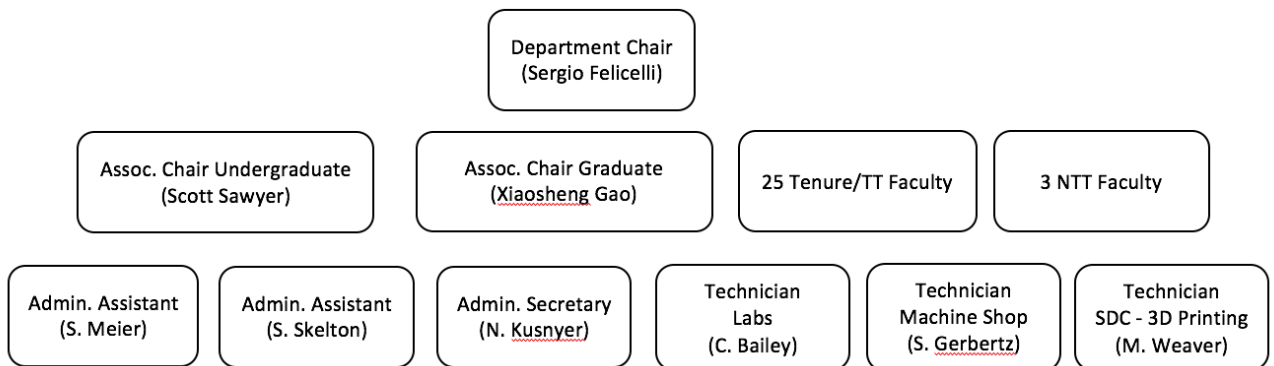 Department Chair
(Sergio Felicelli)
Assoc. Chair Undergraduate
(Scott Sawyer)
Assoc. Chair Graduate
(Xiaosheng Gao)
25 Tenure/TT Faculty
3 NTT Faculty
Admin. Assistant
(S. Meier)
Admin. Assistant
(S. Skelton)
Admin. Secretary
(N. Kusnyer)
Technician
Labs
(C. Bailey)
Technician
Machine Shop
(S. Gerbertz)
Technician
SDC - 3D Printing
(M. Weaver)